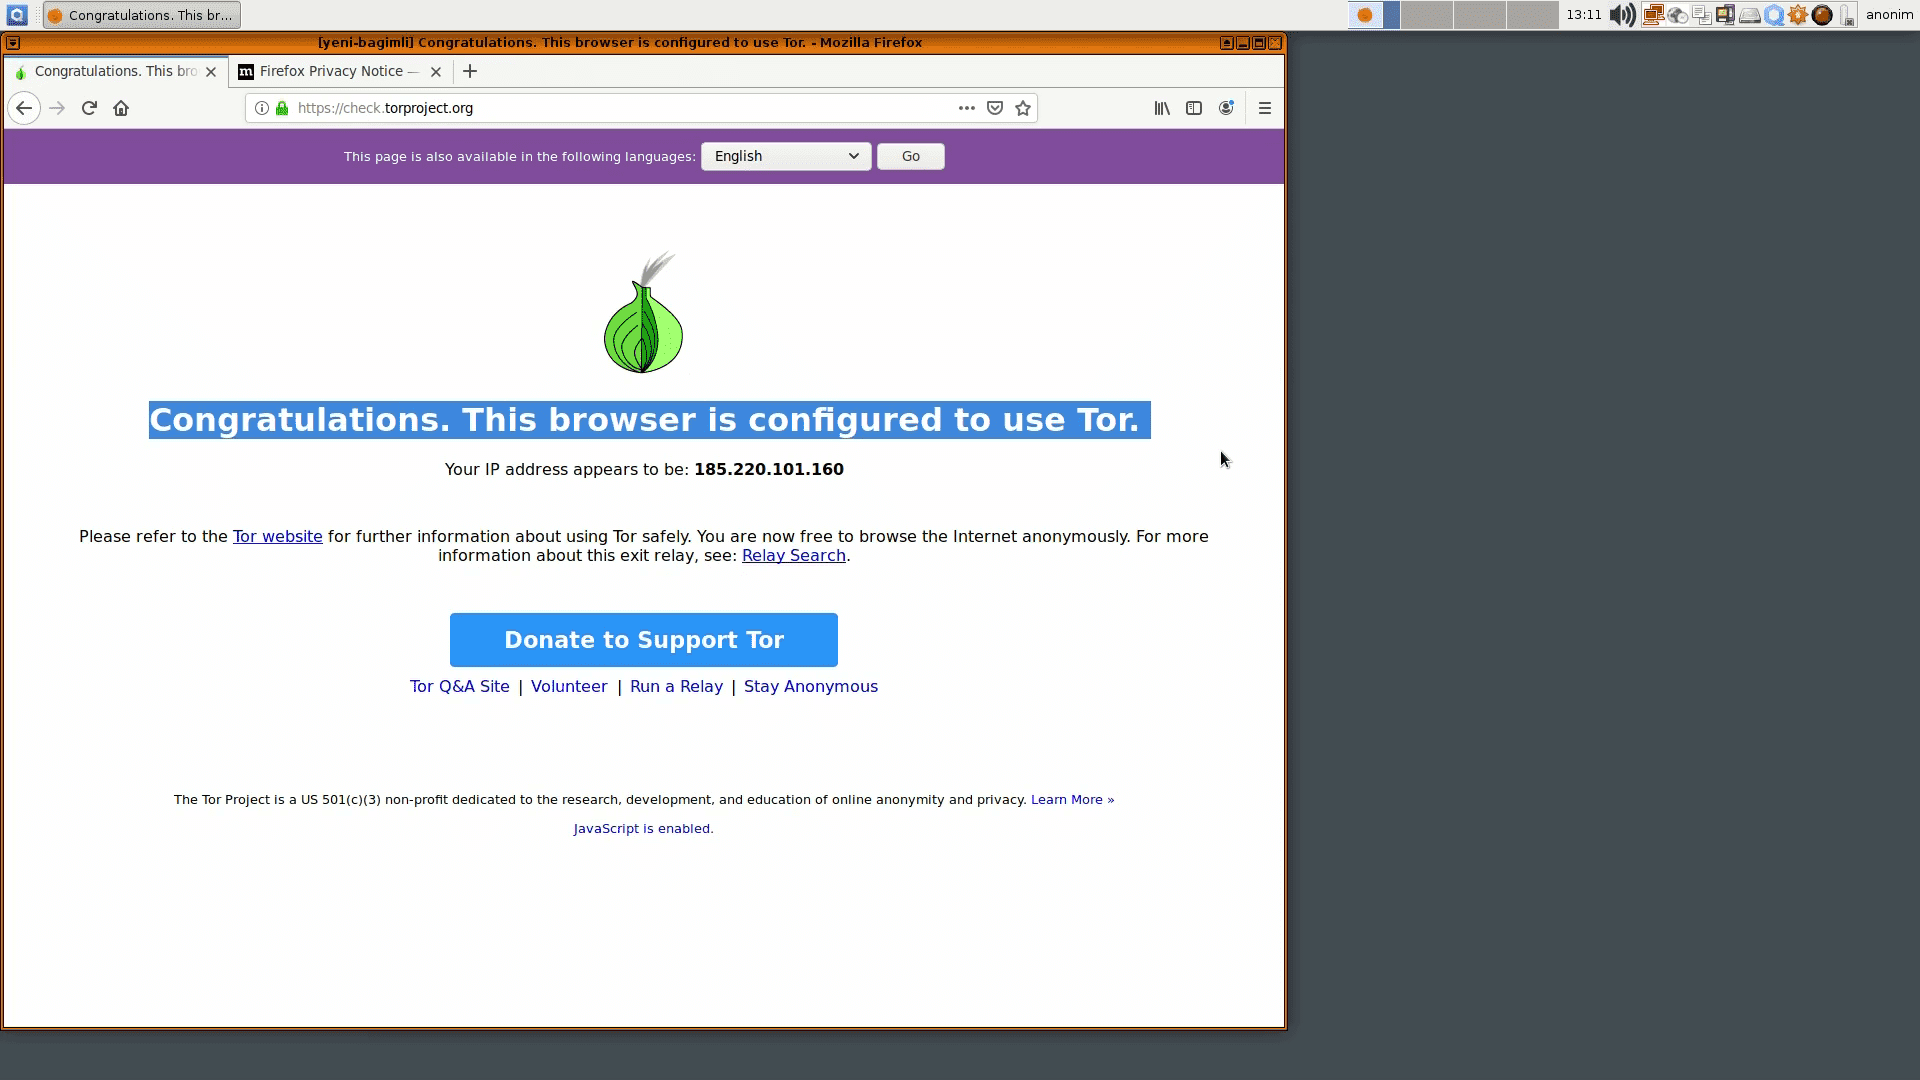 Congratulations. This br...
13:11
anonim
[yeni-bagimli] Congratulations. This browser is configured to use Tor. - Mozilla Firefox
Congratulations. This bro
Firefox Privacy Notice —
https://check.torproject.org
This page is also available in the following languages: English Go
Congratulations. This browser is configured to use Tor.
Your IP address appears to be: 185.220.101.160
Please refer to the Tor website for further information about using Tor safely. You are now free to browse the Internet anonymously. For more
information about this exit relay, see: Relay Search.
Donate to Support Tor
Tor Q&A Site | Volunteer | Run a Relay | Stay Anonymous
The Tor Project is a US 501(c)(3) non-profit dedicated to the research, development, and education of online anonymity and privacy. Learn More »
JavaScript is enabled.